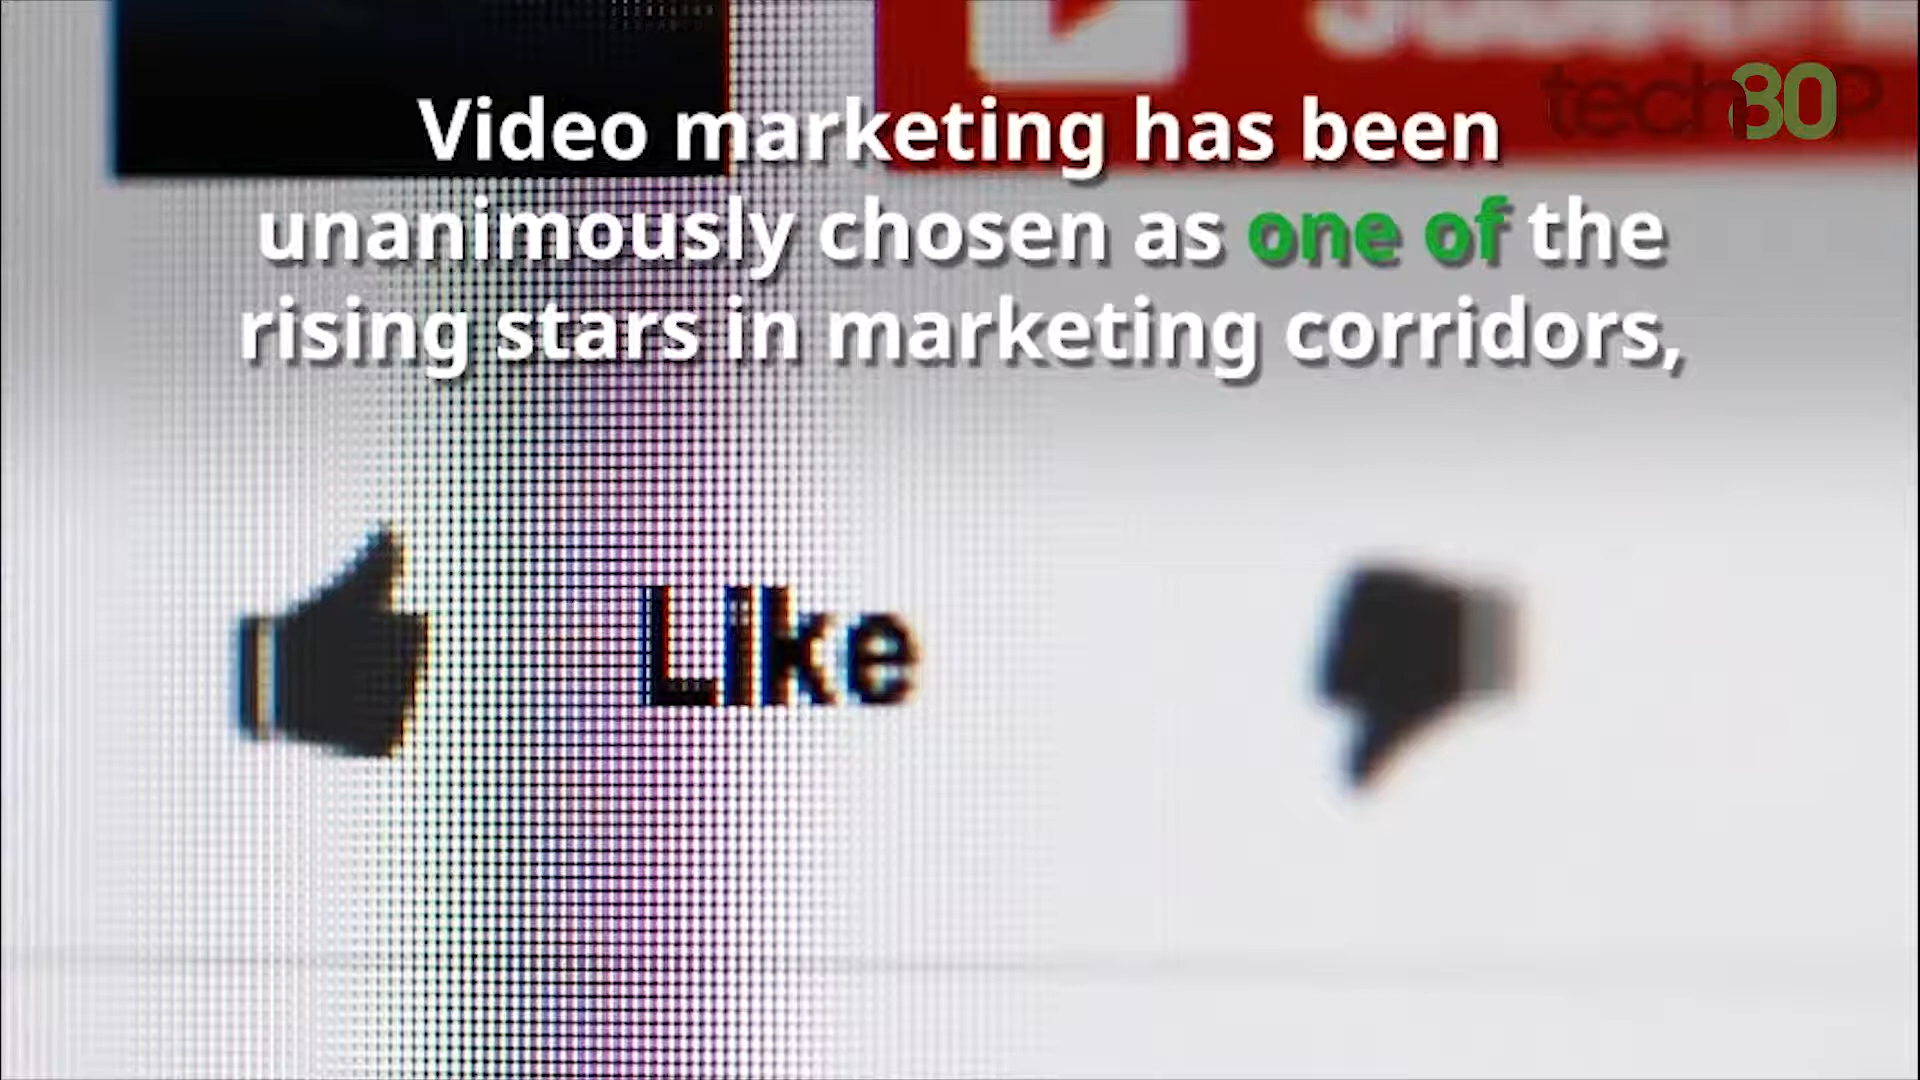 Video marketing has been
unanimously chosen as one of the
rising stars in marketing corridors,
Like